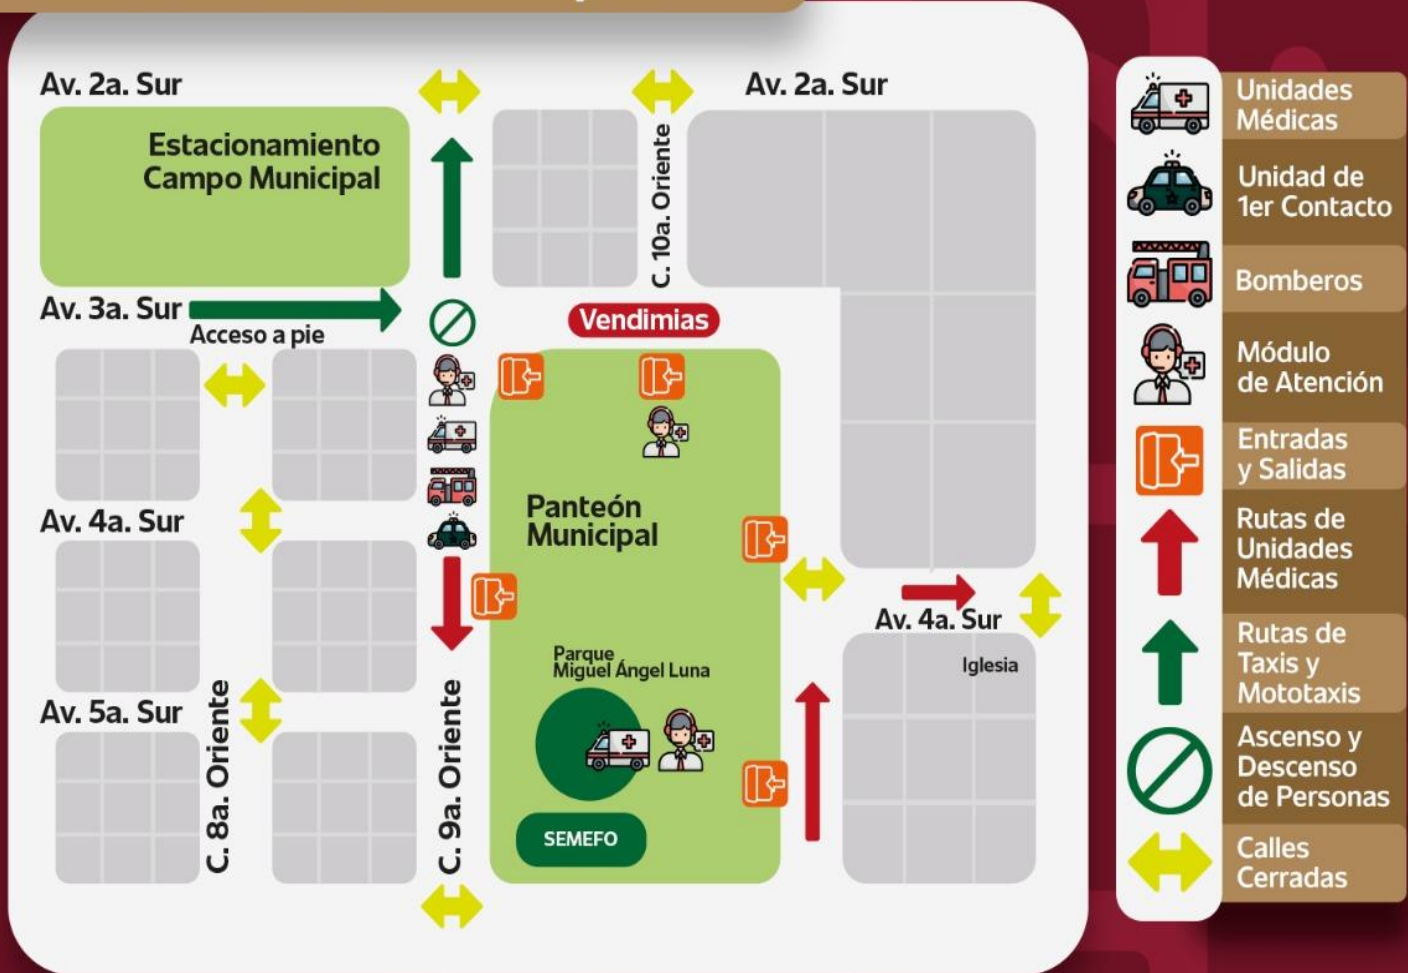 Av. 2a. Sur
Av. 2a. Sur
Estacionamiento
Campo Municipal
C. 10a. Oriente
Av. 3a. Sur
Acceso a pie
Vendimias
Av. 4a. Sur
Panteón
Municipal
Av. 4a. Sur
Parque
Miguel Ángel Luna
Iglesia
Av. 5a. Sur
C. 8a. Oriente
C. 9a. Oriente
SEMEFO
Unidades
Médicas
Unidad de
1er Contacto
Bomberos
Módulo
de Atención
Entradas
y Salidas
Rutas de
Unidades
Médicas
Rutas de
Taxis y
Mototaxis
Ascenso y
Descenso
de Personas
Calles
Cerradas